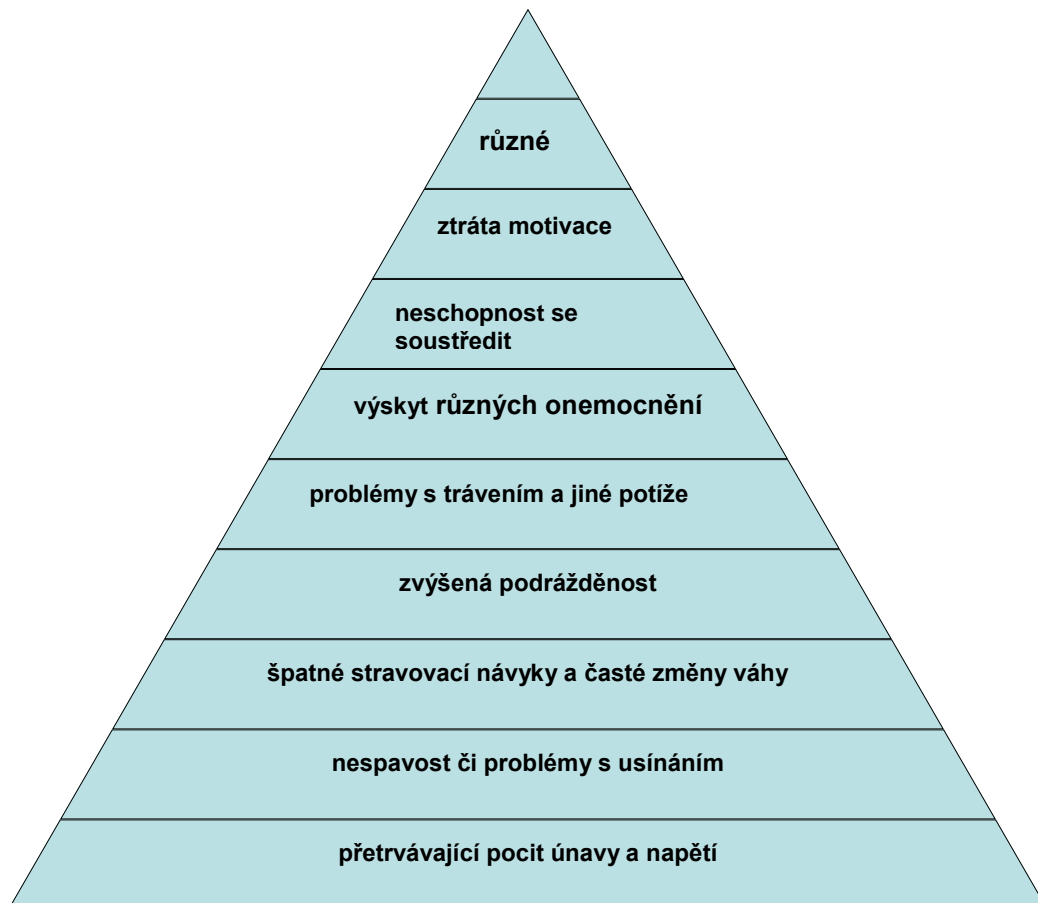 různé
ztráta motivace
neschopnost se
soustředit
výskyt různých onemocnění
problémy s trávením a jiné potíže
zvýšená podrážděnost
špatné stravovací návyky a časté změny váhy
nespavost či problémy s usínáním
přetrvávající pocit únavy a napětí